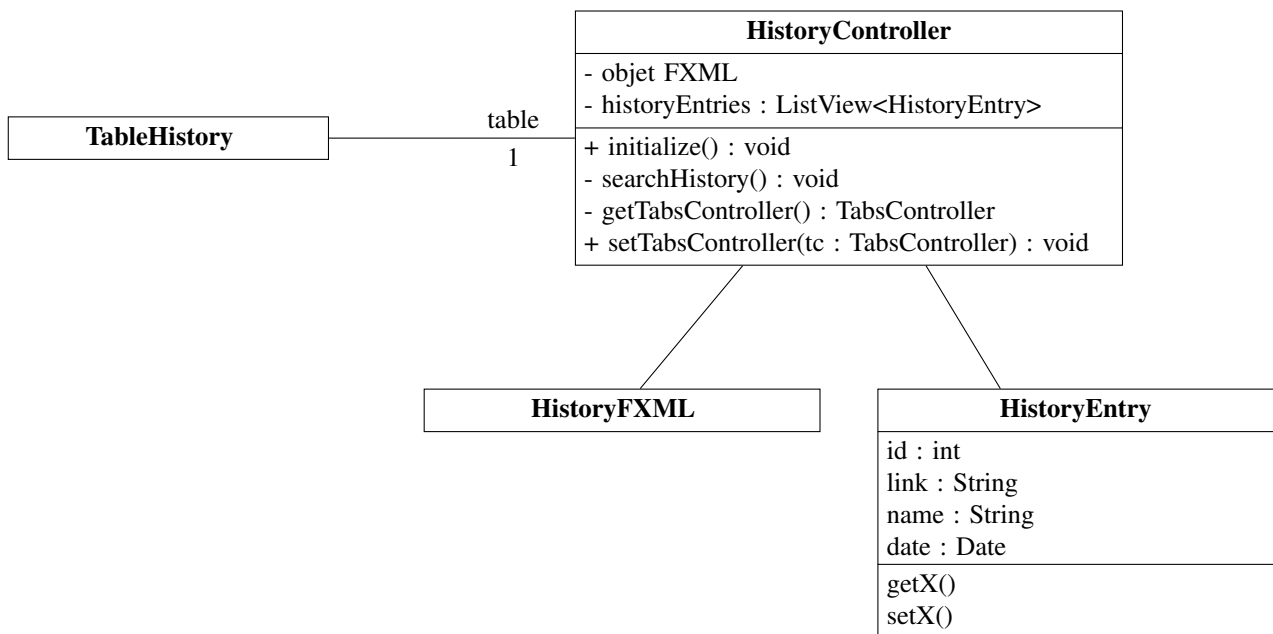 HistoryController
- objet FXML
- historyEntries : ListView<HistoryEntry>
TableHistory
table
1
+ initialize() : void
- searchHistory() : void
- getTabsController() : TabsController
+ setTabsController(tc : TabsController) : void
HistoryFXML
HistoryEntry
id : int
link : String
name : String
date : Date
getX()
setX()